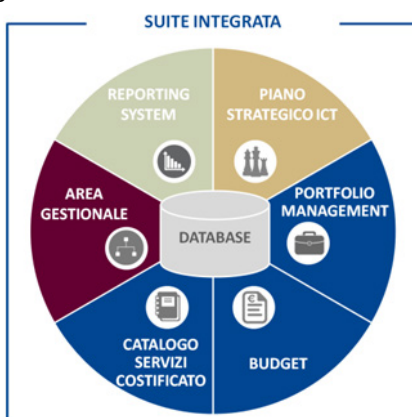 SUITE INTEGRATA
REPORTING
SYSTEM
PIANO
STRATEGICO ICT
AREA
GESTIONALE
PORTFOLIO
MANAGEMENT
DATABASE
CATALOGO
SERVIZI
COSTIFICATO
BUDGET
€